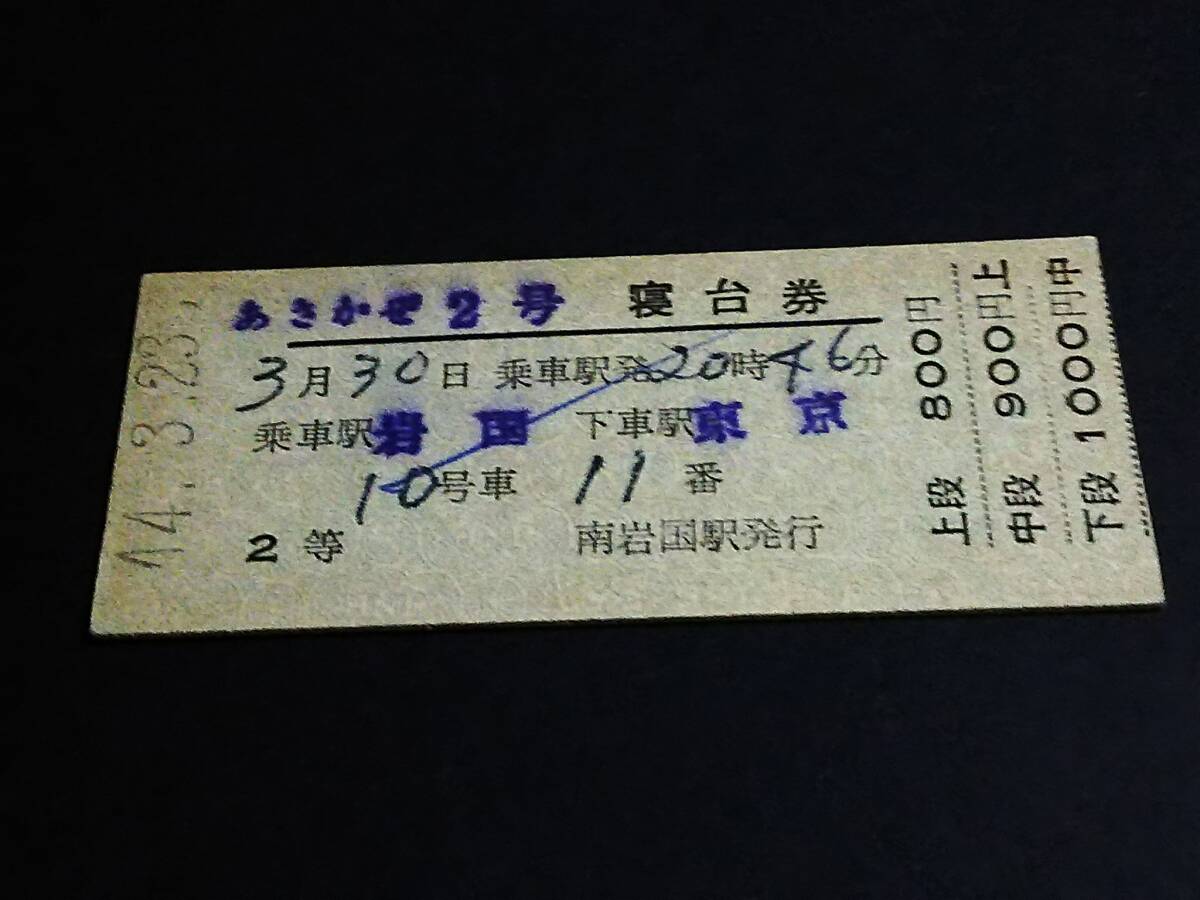 44.3.23
あさかぜ2号 寝台券
3月30日 乗車駅発20時46分
乗車駅岩国 下車駅東京
10号車 11番
2等 南岩国駅発行
上段 800円
中段 900円上
下段 1000円中